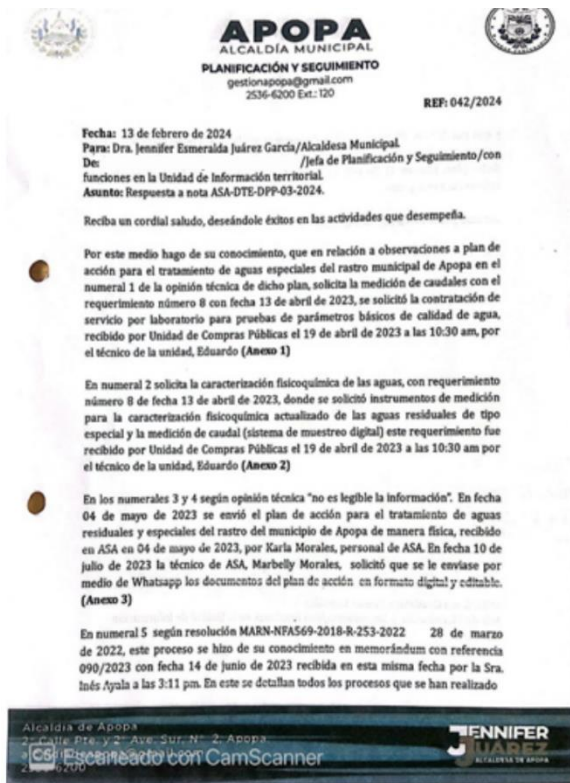 APOPA
ALCALDÍA MUNICIPAL
PLANIFICACIÓN Y SEGUIMIENTO
gestionapopa@gmail.com
2536-6200 Ext.: 120
REF: 042/2024
Fecha: 13 de febrero de 2024
Para: Dra. Jennifer Esmeralda Juárez García/Alcaldesa Municipal.
De: /Jefa de Planificación y Seguimiento/con
funciones en la Unidad de Información territorial.
Asunto: Respuesta a nota ASA-DTE-DPP-03-2024.
Reciba un cordial saludo, deseándole éxitos en las actividades que desempeña.
Por este medio hago de su conocimiento, que en relación a observaciones a plan de
acción para el tratamiento de aguas especiales del rastro municipal de Apopa en el
numeral 1 de la opinión técnica de dicho plan, solicita la medición de caudales con el
requerimiento número 8 con fecha 13 de abril de 2023, se solicitó la contratación de
servicio por laboratorio para pruebas de parámetros básicos de calidad de agua,
recibido por Unidad de Compras Públicas el 19 de abril de 2023 a las 10:30 am, por
el técnico de la unidad, Eduardo (Anexo 1)
En numeral 2 solicita la caracterización fisicoquímica de las aguas, con requerimiento
número 8 de fecha 13 de abril de 2023, donde se solicitó instrumentos de medición
para la caracterización fisicoquímica actualizado de las aguas residuales de tipo
especial y la medición de caudal (sistema de muestreo digital) este requerimiento fue
recibido por Unidad de Compras Públicas el 19 de abril de 2023 a las 10:30 am por
el técnico de la unidad, Eduardo (Anexo 2)
En los numerales 3 y 4 según opinión técnica "no es legible la información". En fecha
04 de mayo de 2023 se envió el plan de acción para el tratamiento de aguas
residuales y especiales del rastro del municipio de Apopa de manera física, recibido
en ASA en 04 de mayo de 2023, por Karla Morales, personal de ASA. En fecha 10 de
julio de 2023 la técnico de ASA, Marbelly Morales, solicitó que se le enviase por
medio de Whatsapp los documentos del plan de acción en formato digital y editable.
(Anexo 3)
En numeral 5 según resolución MARN-NFA569-2018-R-253-2022 28 de marzo
de 2022, este proceso se hizo de su conocimiento en memorándum con referencia
090/2023 con fecha 14 de junio de 2023 recibida en esta misma fecha por la Sra.
Inés Ayala a las 3:11 pm. En este se detallan todos los procesos que se han realizado
Alcaldía de Apopa
2ª Calle Pte. y 2ª Ave. Sur, Nº 2, Apopa
CS Escaneado con CamScanner
JENNIFER
JUÁREZ
ALCALDESA DE APOPA